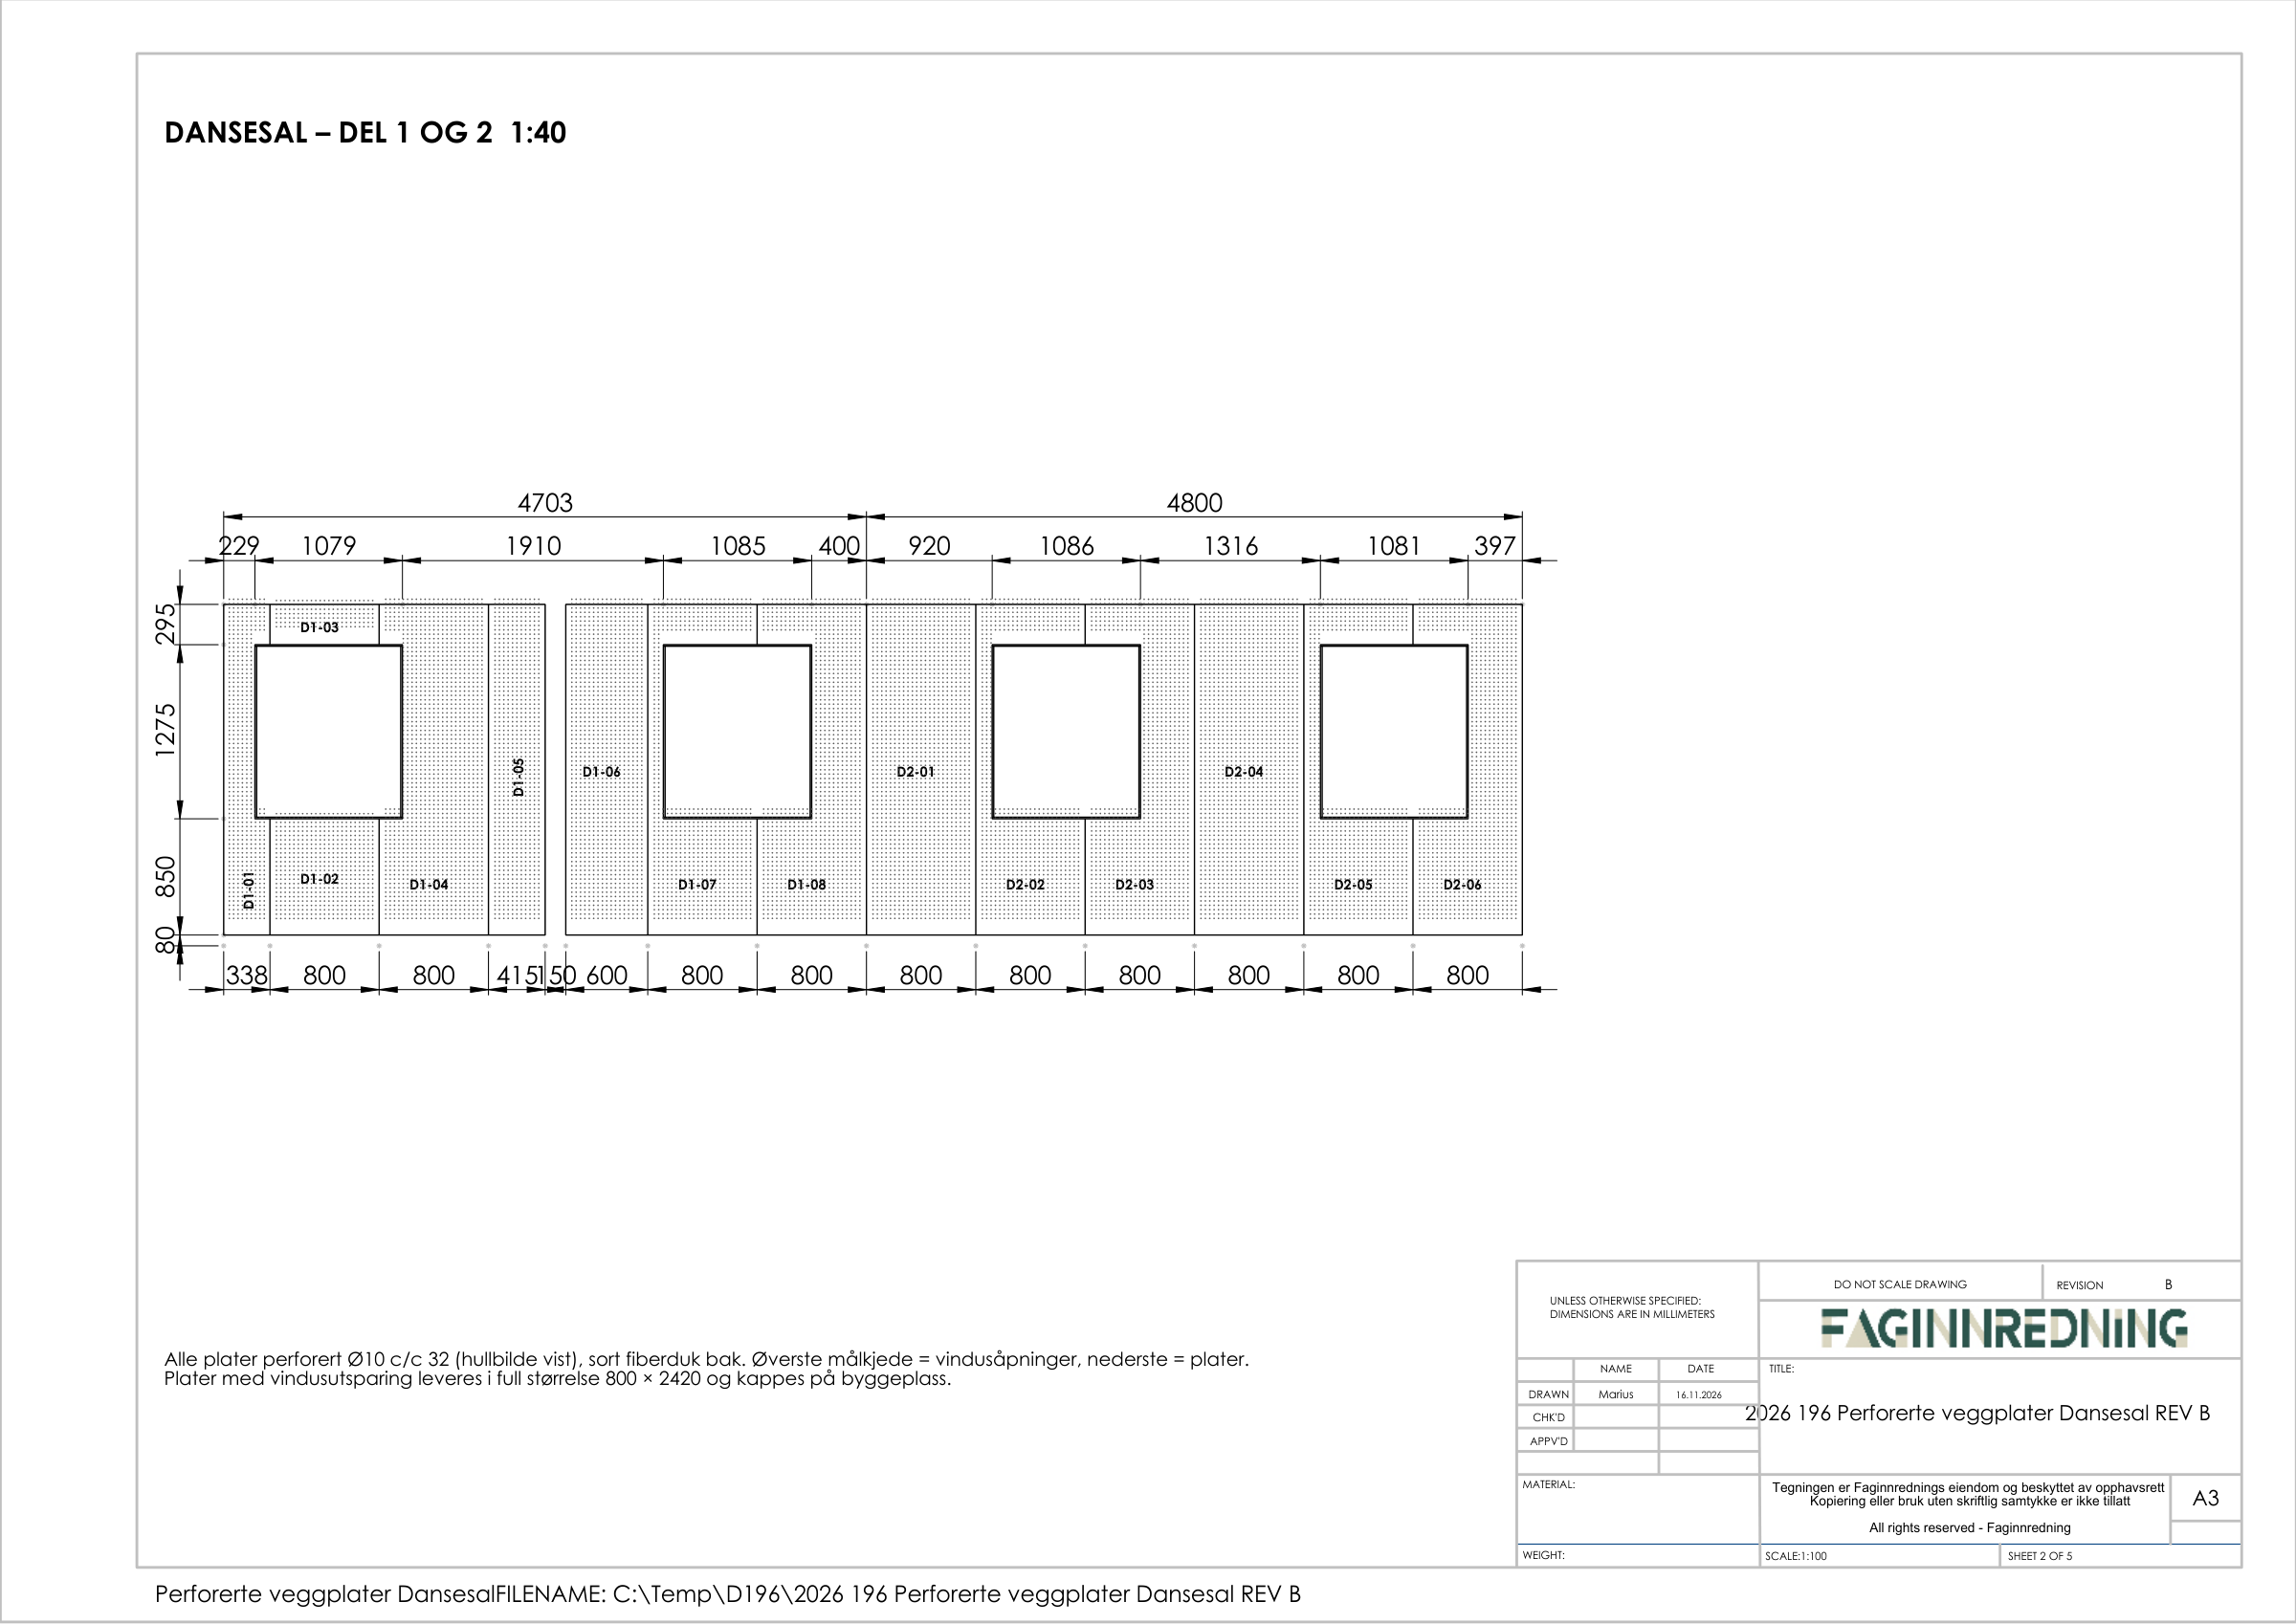 DANSESAL – DEL 1 OG 2  1:40
4703 4800
229 1079 1910 1085 400 920 1086 1316 1081 397
295
1275
850
80
D1-03
D1-05
D1-06 D2-01 D2-04
D1-01 D1-02 D1-04 D1-07 D1-08 D2-02 D2-03 D2-05 D2-06
338 800 800 415 150 600 800 800 800 800 800 800 800 800
Alle plater perforert Ø10 c/c 32 (hullbilde vist), sort fiberduk bak. Øverste målkjede = vindusåpninger, nederste = plater.
Plater med vindusutsparing leveres i full størrelse 800 × 2420 og kappes på byggeplass.
UNLESS OTHERWISE SPECIFIED:
DIMENSIONS ARE IN MILLIMETERS
DO NOT SCALE DRAWING
REVISION B
FAGINNREDNING
NAME DATE
DRAWN Marius 16.11.2026
CHK'D
APPV'D
TITLE:
2026 196 Perforerte veggplater Dansesal REV B
MATERIAL:
Tegningen er Faginnrednings eiendom og beskyttet av opphavsrett
Kopiering eller bruk uten skriftlig samtykke er ikke tillatt
All rights reserved - Faginnredning
A3
WEIGHT:
SCALE:1:100
SHEET 2 OF 5
Perforerte veggplater DansesalFILENAME: C:\Temp\D196\2026 196 Perforerte veggplater Dansesal REV B